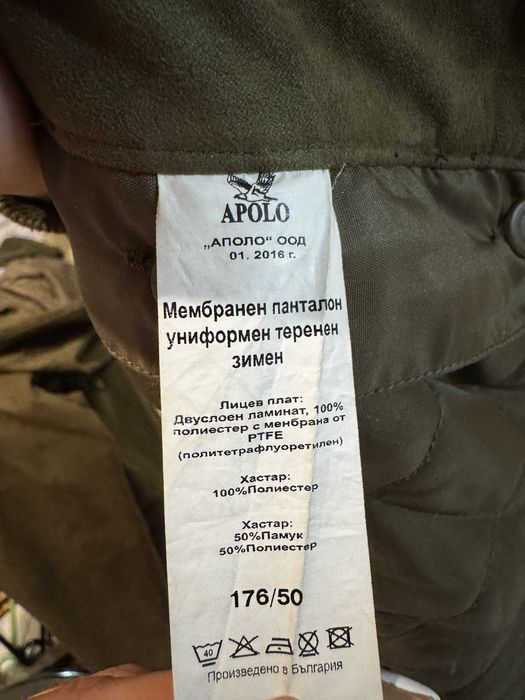 APOLO
„АПОЛО“ ООД
01. 2016 г.
Мембранен панталон
униформен теренен
зимен
Лицев плат:
Двуслоен ламинат, 100%
полиестер с менбрана от
PTFE
(политетрафлуоретилен)
Хастар:
100%Полиестер
Хастар:
50%Памук
50%Полиестер
176/50
40
Произведено в България